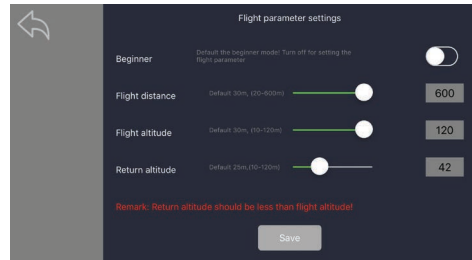 Flight parameter settings
Beginner
Default the beginner mode! Turn off for setting the
flight parameter
Flight distance
Default 30m, (20-600m)
600
Flight altitude
Default 30m, (10-120m)
120
Return altitude
Default 25m,(10-120m)
42
Remark: Return altitude should be less than flight altitude!
Save